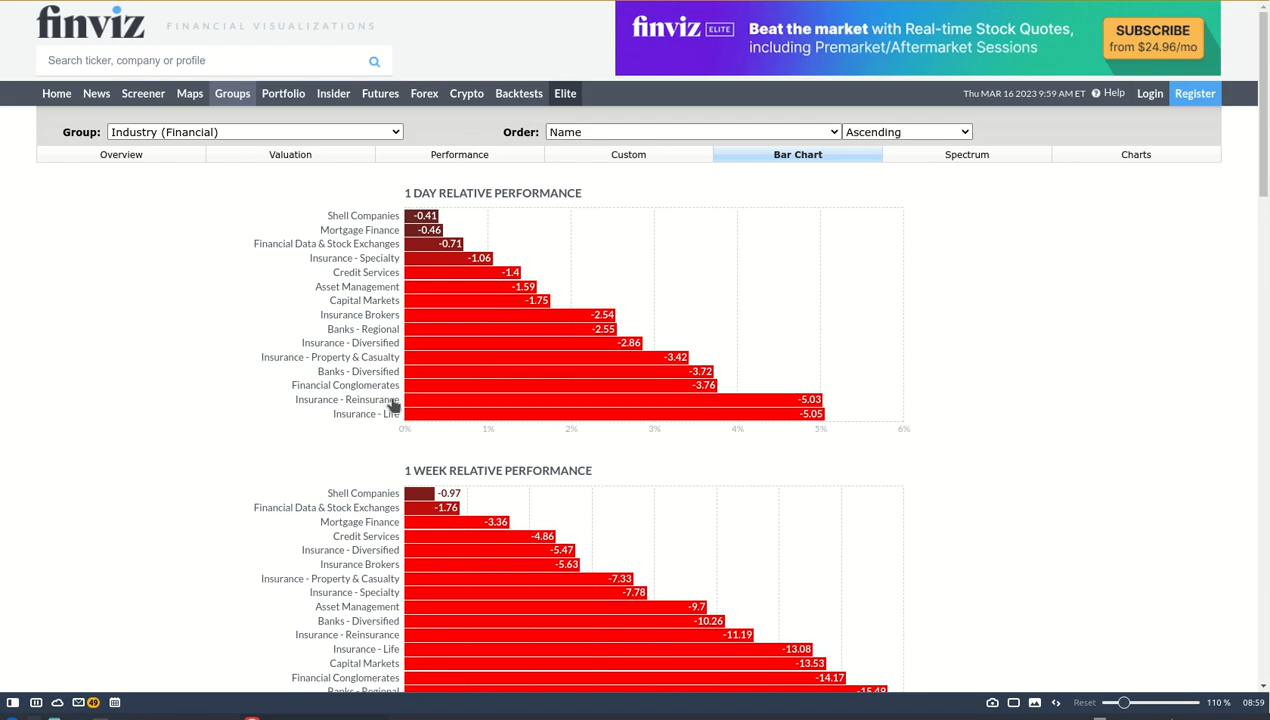 finviz FINANCIAL VISUALIZATIONS
finviz ELITE Beat the market with Real-time Stock Quotes, including Premarket/Aftermarket Sessions
SUBSCRIBE
from $24.96/mo
Search ticker, company or profile
Home News Screener Maps Groups Portfolio Insider Futures Forex Crypto Backtests Elite Thu MAR 16 2023 9:59 AM ET Help Login Register
Group: Industry (Financial) Order: Name Ascending
Overview Valuation Performance Custom Bar Chart Spectrum Charts
1 DAY RELATIVE PERFORMANCE
Shell Companies -0.41
Mortgage Finance -0.46
Financial Data & Stock Exchanges -0.71
Insurance - Specialty -1.06
Credit Services -1.4
Asset Management -1.59
Capital Markets -1.75
Insurance Brokers -2.54
Banks - Regional -2.55
Insurance - Diversified -2.86
Insurance - Property & Casualty -3.42
Banks - Diversified -3.72
Financial Conglomerates -3.76
Insurance - Reinsurance -5.03
Insurance - Life -5.05
0% 1% 2% 3% 4% 5% 6%
1 WEEK RELATIVE PERFORMANCE
Shell Companies -0.97
Financial Data & Stock Exchanges -1.76
Mortgage Finance -3.36
Credit Services -4.86
Insurance - Diversified -5.47
Insurance Brokers -5.63
Insurance - Property & Casualty -7.33
Insurance - Specialty -7.78
Asset Management -9.7
Banks - Diversified -10.26
Insurance - Reinsurance -11.19
Insurance - Life -13.08
Capital Markets -13.53
Financial Conglomerates -14.17
Banks - Regional -15.49
49 Reset 110 % 08:59